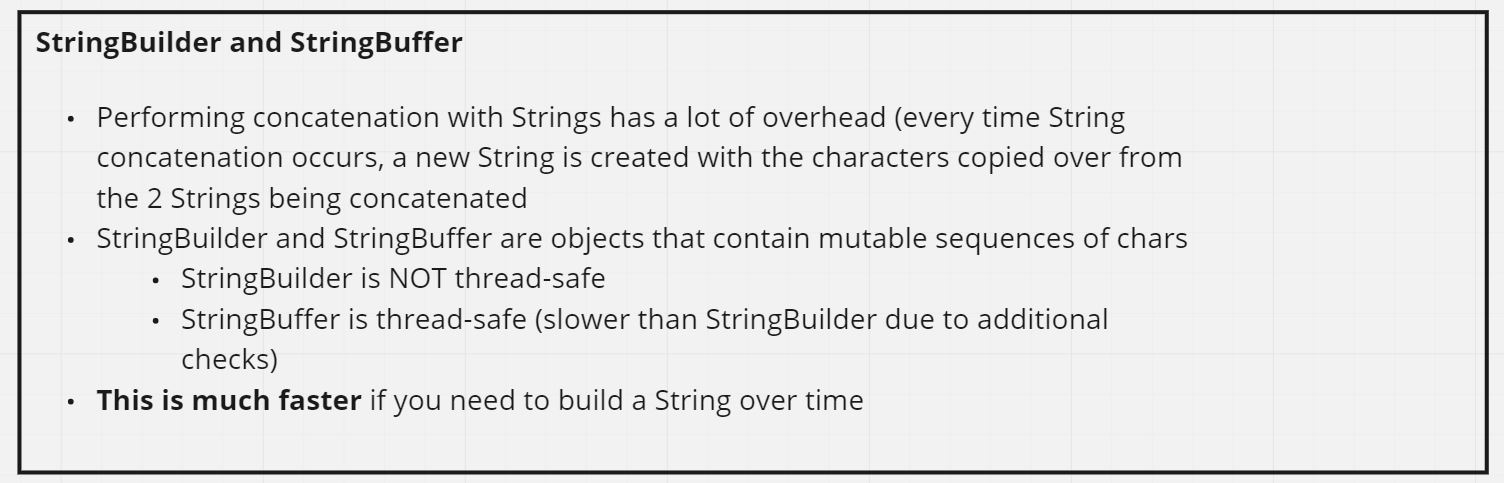 StringBuilder and StringBuffer
• Performing concatenation with Strings has a lot of overhead (every time String
concatenation occurs, a new String is created with the characters copied over from
the 2 Strings being concatenated
• StringBuilder and StringBuffer are objects that contain mutable sequences of chars
• StringBuilder is NOT thread-safe
• StringBuffer is thread-safe (slower than StringBuilder due to additional
checks)
• This is much faster if you need to build a String over time